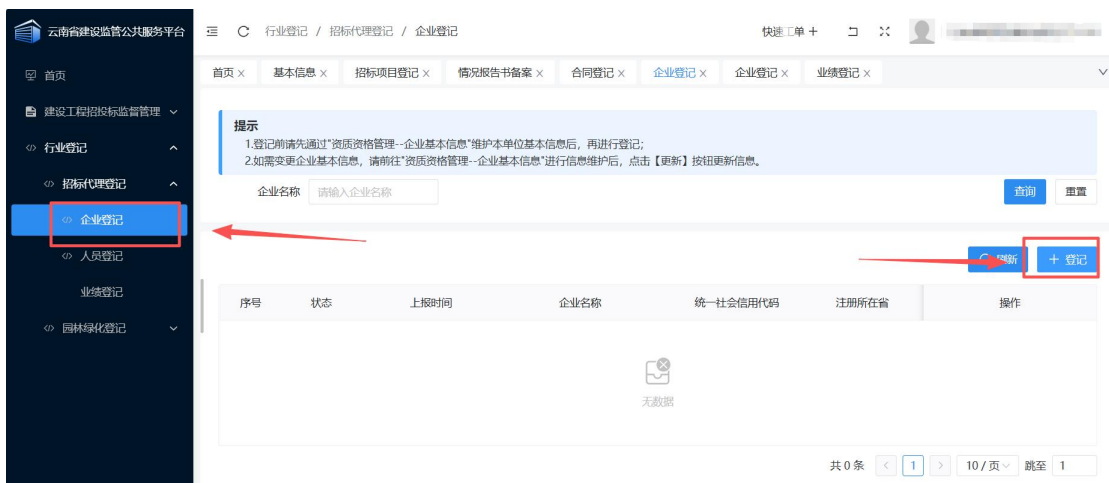 云南省建设监管公共服务平台
行业登记 / 招标代理登记 / 企业登记
快速工单 +
首页
建设工程招投标监督管理
行业登记
招标代理登记
企业登记
人员登记
业绩登记
园林绿化登记
首页 × 基本信息 × 招标项目登记 × 情况报告书备案 × 合同登记 × 企业登记 × 企业登记 × 业绩登记 ×
提示
1.登记前请先通过"资质资格管理--企业基本信息"维护本单位基本信息后，再进行登记;
2.如需变更企业基本信息，请前往"资质资格管理--企业基本信息"进行信息维护后，点击【更新】按钮更新信息。
企业名称 请输入企业名称 查询 重置
刷新 + 登记
序号 状态 上报时间 企业名称 统一社会信用代码 注册所在省 操作
无数据
共 0 条 < 1 > 10 / 页 跳至 1